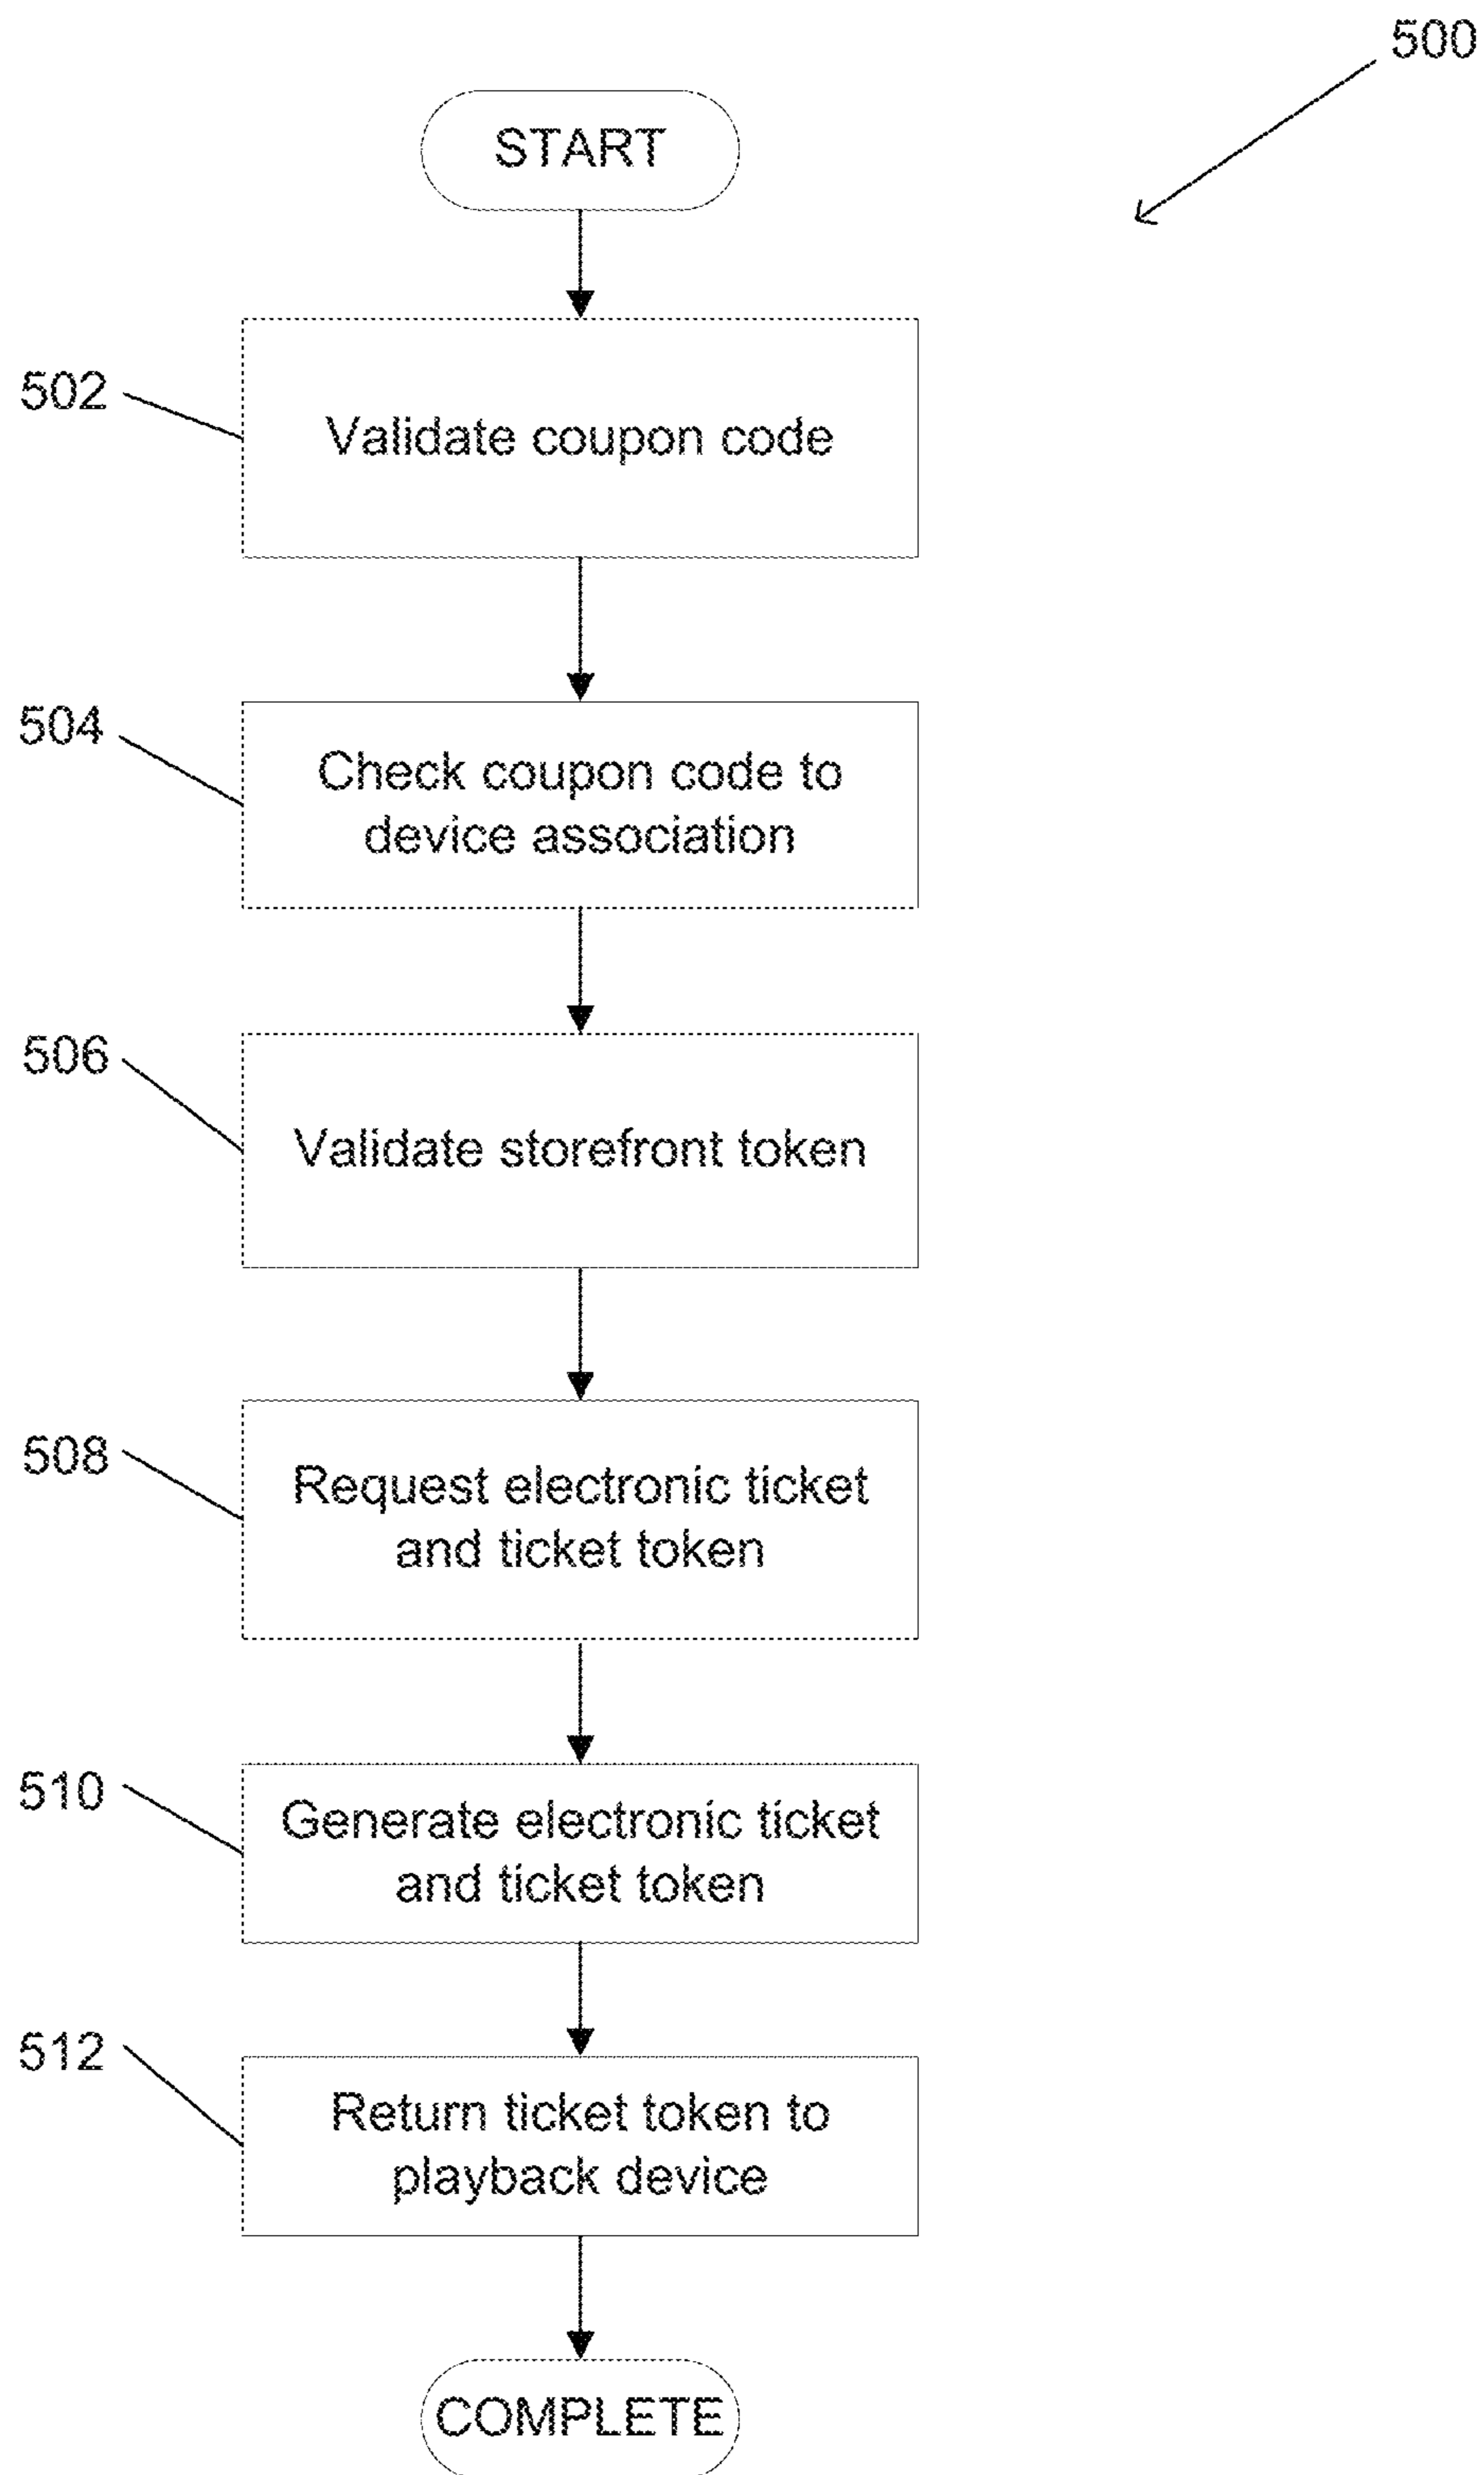 500
START
502
Validate coupon code
504
Check coupon code to
device association
506
Validate storefront token
508
Request electronic ticket
and ticket token
510
Generate electronic ticket
and ticket token
512
Return ticket token to
playback device
COMPLETE